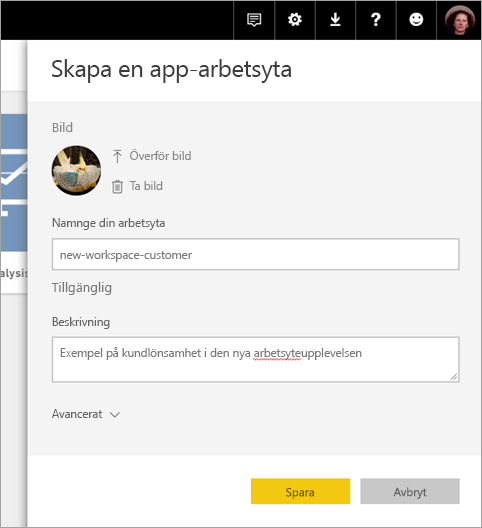 Skapa en app-arbetsyta
Bild
Överför bild
Ta bild
Namnge din arbetsyta
new-workspace-customer
alysis
Tillgänglig
Beskrivning
Exempel på kundlönsamhet i den nya arbetsyteupplevelsen
Avancerat
Spara
Avbryt